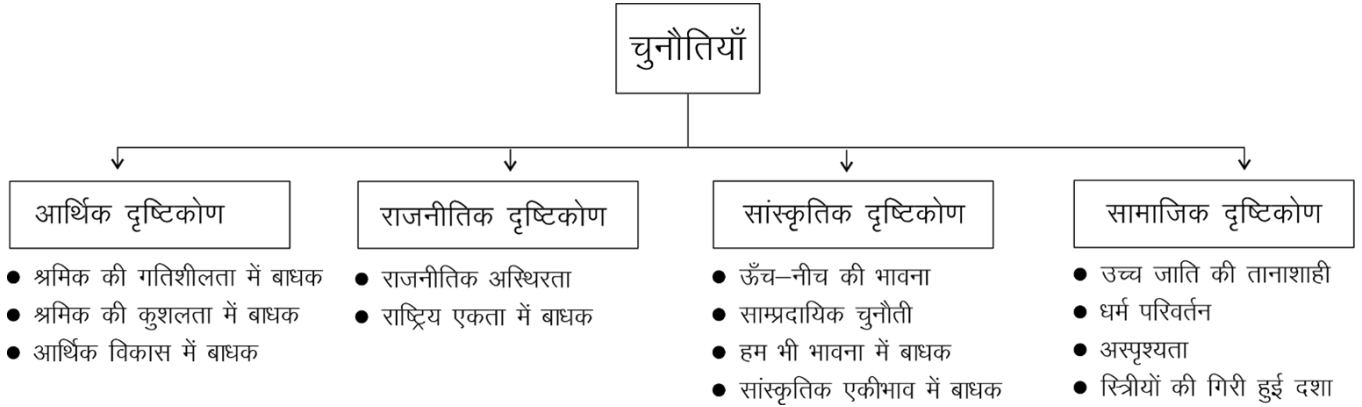 चुनौतियाँ
आर्थिक दृष्टिकोण
● श्रमिक की गतिशीलता में बाधक
● श्रमिक की कुशलता में बाधक
● आर्थिक विकास में बाधक
राजनीतिक दृष्टिकोण
● राजनीतिक अस्थिरता
● राष्ट्रिय एकता में बाधक
सांस्कृतिक दृष्टिकोण
● ऊँच–नीच की भावना
● साम्प्रदायिक चुनौती
● हम भी भावना में बाधक
● सांस्कृतिक एकीभाव में बाधक
सामाजिक दृष्टिकोण
● उच्च जाति की तानाशाही
● धर्म परिवर्तन
● अस्पृश्यता
● स्त्रिीयों की गिरी हुई दशा